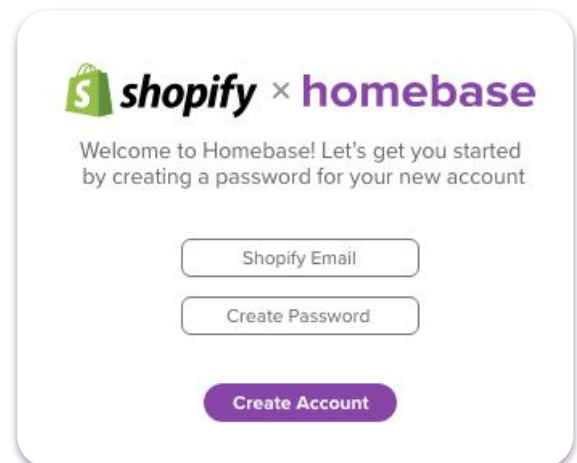 shopify × homebase
Welcome to Homebase! Let's get you started
by creating a password for your new account
Shopify Email
Create Password
Create Account